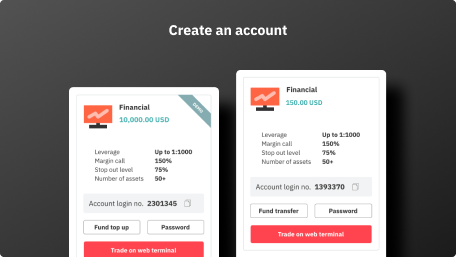 Create an account
Financial
10,000.00 USD
DEMO
Leverage Up to 1:1000
Margin call 150%
Stop out level 75%
Number of assets 50+
Account login no. 2301345
Fund top up Password
Trade on web terminal
Financial
150.00 USD
Leverage Up to 1:1000
Margin call 150%
Stop out level 75%
Number of assets 50+
Account login no. 1393370
Fund transfer Password
Trade on web terminal